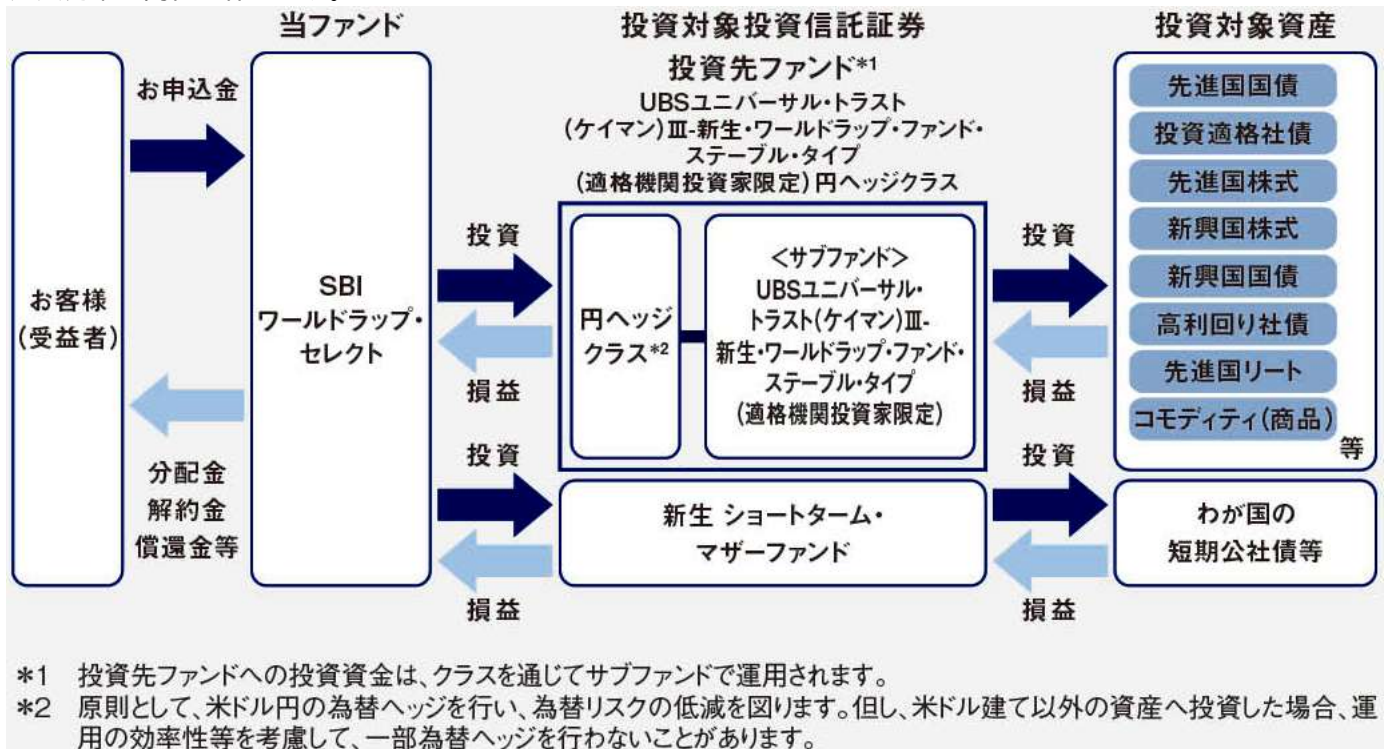 当ファンド
投資対象投資信託証券
投資対象資産
お客様
(受益者)
お申込金
分配金
解約金
償還金等
SBI
ワールドラップ・
セレクト
投資
損益
投資
損益
投資先ファンド*1
UBSユニバーサル・トラスト
(ケイマン)Ⅲ-新生・ワールドラップ・ファンド・
ステーブル・タイプ
(適格機関投資家限定)円ヘッジクラス
円ヘッジ
クラス*2
<サブファンド>
UBSユニバーサル・
トラスト(ケイマン)Ⅲ-
新生・ワールドラップ・ファンド・
ステーブル・タイプ
(適格機関投資家限定)
新生 ショートターム・
マザーファンド
投資
損益
投資
損益
先進国国債
投資適格社債
先進国株式
新興国株式
新興国国債
高利回り社債
先進国リート
コモディティ(商品)
等
わが国の
短期公社債等
*1 投資先ファンドへの投資資金は、クラスを通じてサブファンドで運用されます。
*2 原則として、米ドル円の為替ヘッジを行い、為替リスクの低減を図ります。但し、米ドル建て以外の資産へ投資した場合、運
用の効率性等を考慮して、一部為替ヘッジを行わないことがあります。